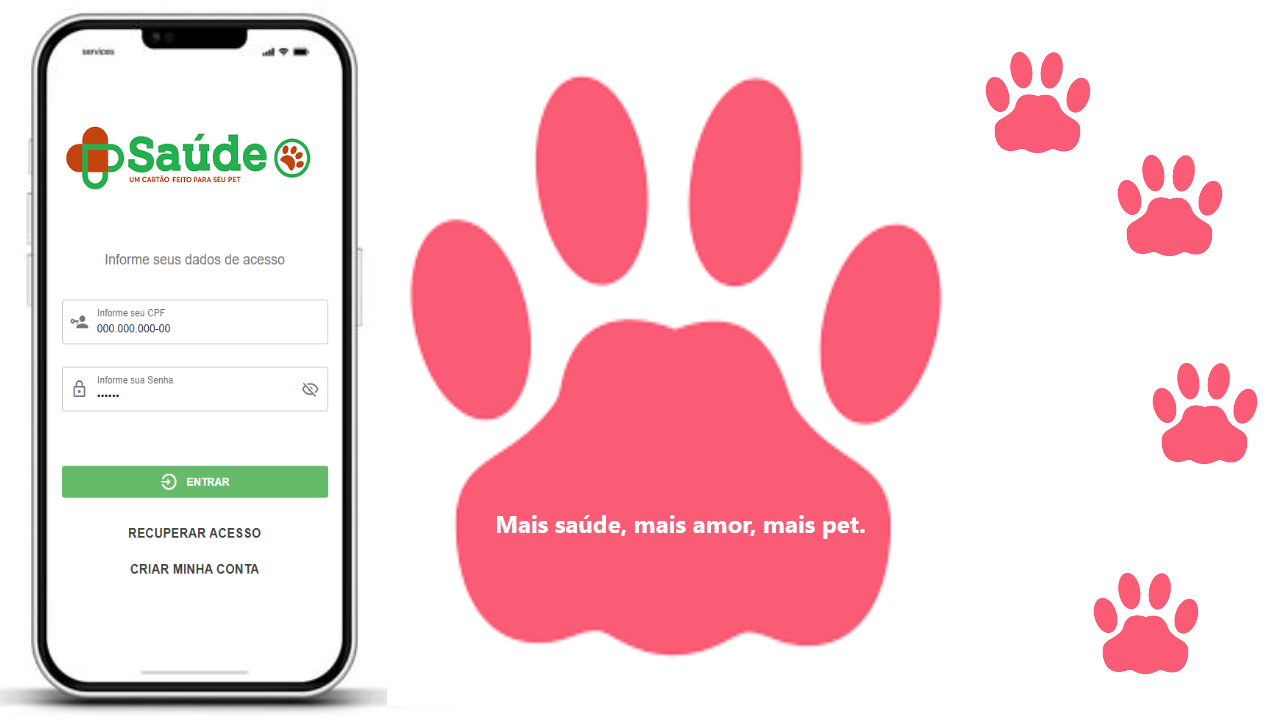 services
Saúde
UM CARTÃO FEITO PARA SEU PET
Informe seus dados de acesso
Informe seu CPF
000.000.000-00
Informe sua Senha
••••••
ENTRAR
RECUPERAR ACESSO
CRIAR MINHA CONTA
Mais saúde, mais amor, mais pet.